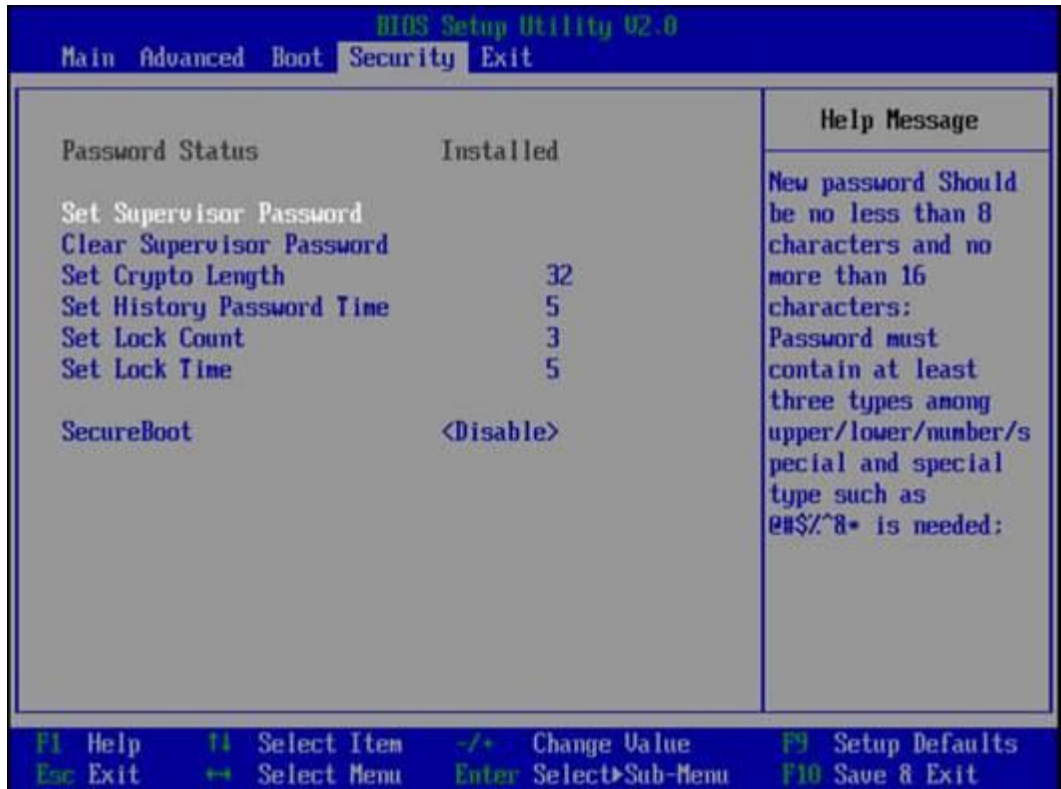 BIOS Setup Utility V2.0
Main Advanced Boot Security Exit
Password Status Installed
Set Supervisor Password
Clear Supervisor Password
Set Crypto Length 32
Set History Password Time 5
Set Lock Count 3
Set Lock Time 5
SecureBoot <Disable>
Help Message
New password Should
be no less than 8
characters and no
more than 16
characters;
Password must
contain at least
three types among
upper/lower/number/s
pecial and special
type such as
@#$%^&* is needed;
F1 Help ↑↓ Select Item -/+ Change Value F9 Setup Defaults
Esc Exit ↔ Select Menu Enter Select▶Sub-Menu F10 Save & Exit